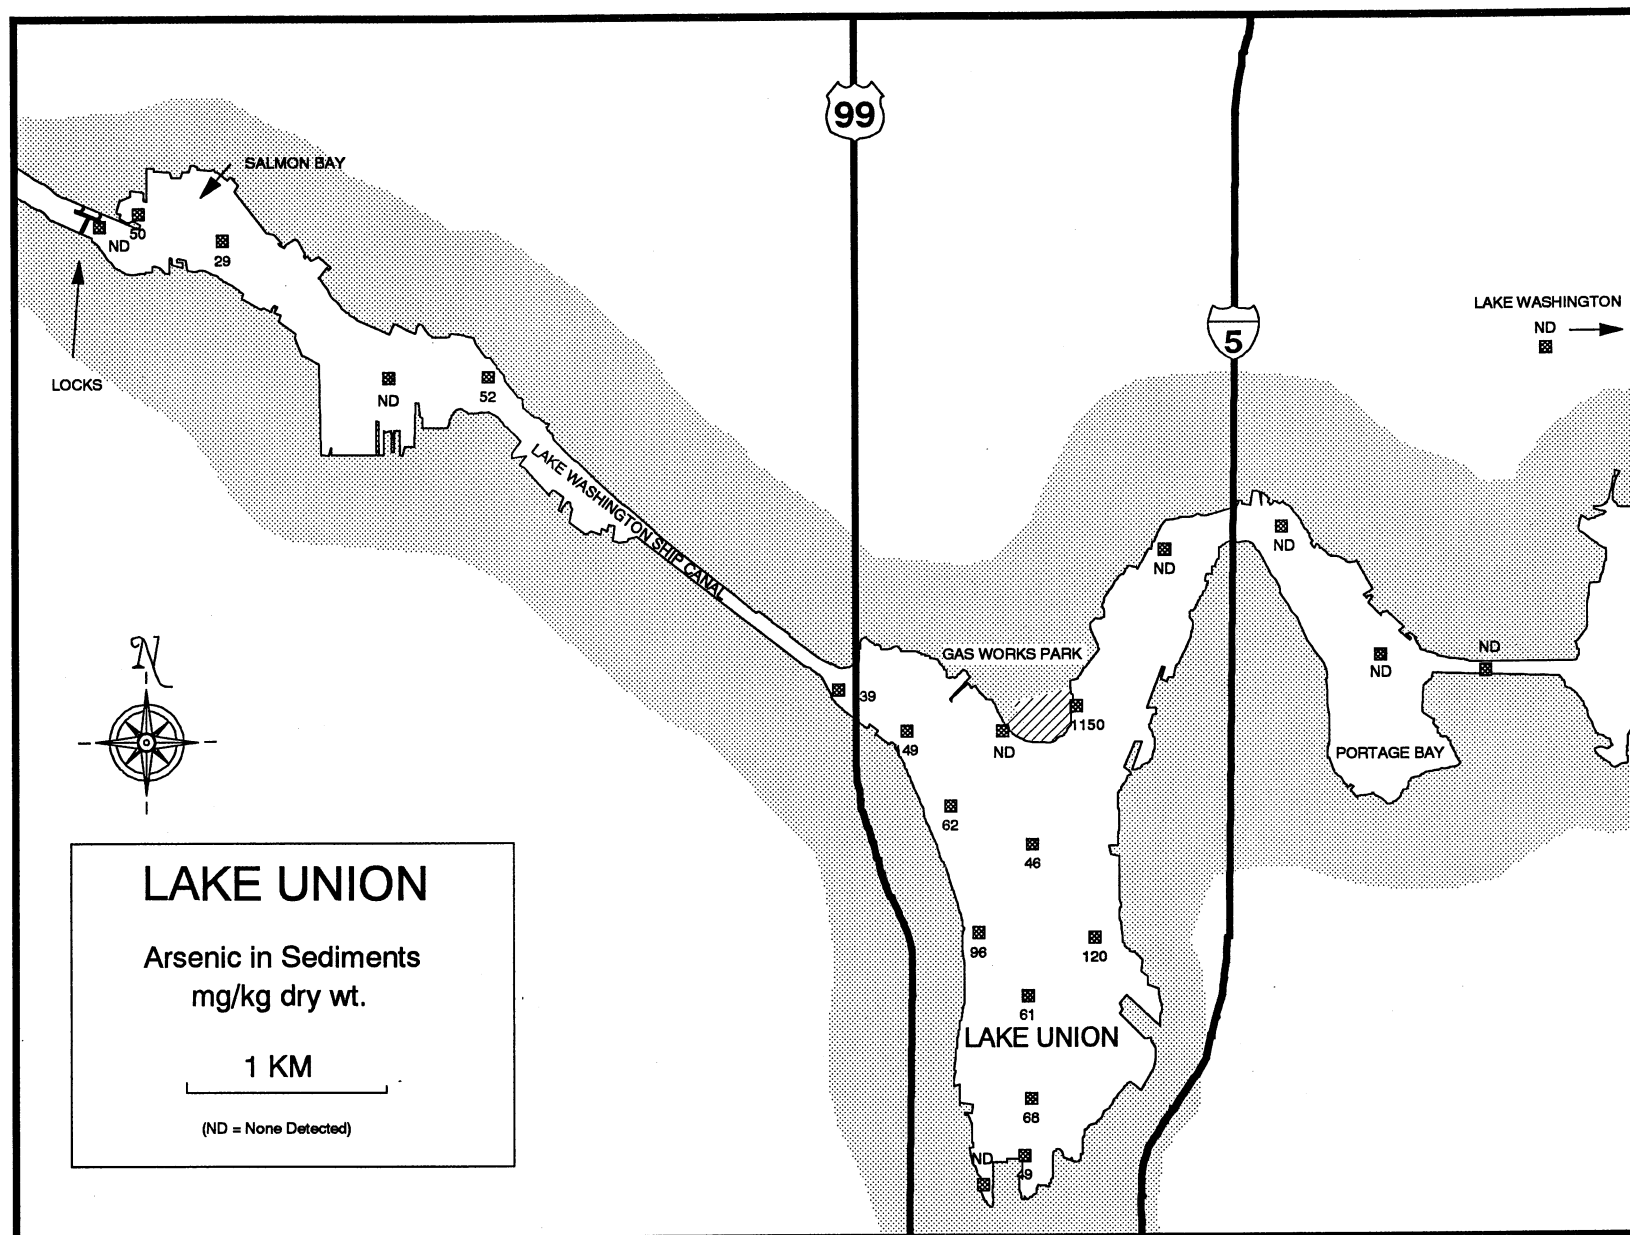 99
SALMON BAY
50
ND
29
LAKE WASHINGTON
ND
5
LOCKS
ND
52
LAKE WASHINGTON SHIP CANAL
ND
ND
N
GAS WORKS PARK
ND
ND
39
1150
149
ND
PORTAGE BAY
62
46
LAKE UNION
96
120
Arsenic in Sediments
mg/kg dry wt.
61
LAKE UNION
1 KM
68
(ND = None Detected)
ND
49